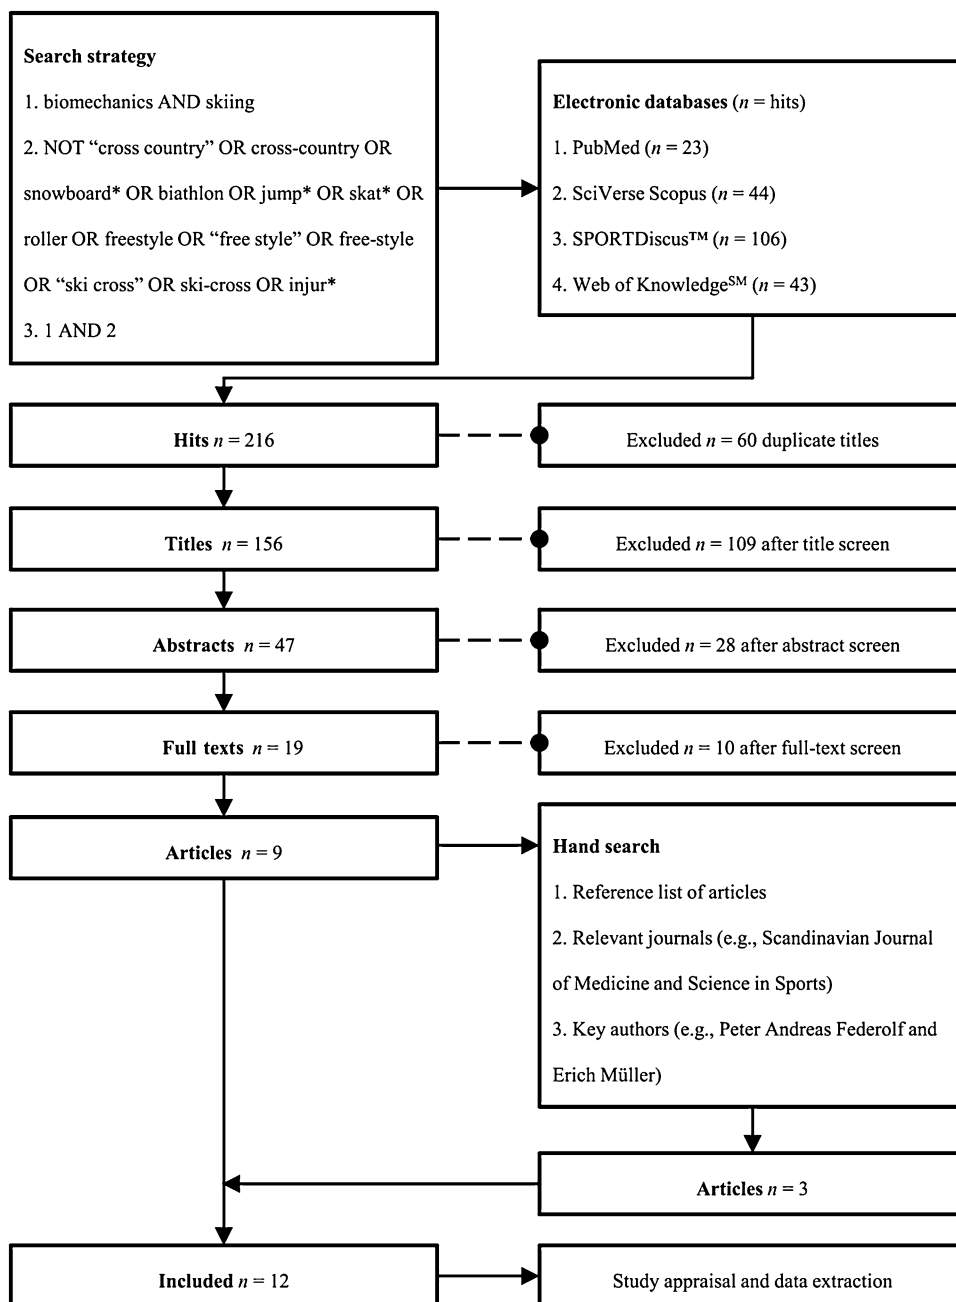 Search strategy
1. biomechanics AND skiing
2. NOT “cross country” OR cross-country OR
snowboard* OR biathlon OR jump* OR skat* OR
roller OR freestyle OR “free style” OR free-style
OR “ski cross” OR ski-cross OR injur*
3. 1 AND 2
Electronic databases (n = hits)
1. PubMed (n = 23)
2. SciVerse Scopus (n = 44)
3. SPORTDiscus™ (n = 106)
4. Web of Knowledge℠ (n = 43)
Hits n = 216
Excluded n = 60 duplicate titles
Titles n = 156
Excluded n = 109 after title screen
Abstracts n = 47
Excluded n = 28 after abstract screen
Full texts n = 19
Excluded n = 10 after full-text screen
Articles n = 9
Hand search
1. Reference list of articles
2. Relevant journals (e.g., Scandinavian Journal
of Medicine and Science in Sports)
3. Key authors (e.g., Peter Andreas Federolf and
Erich Müller)
Articles n = 3
Included n = 12
Study appraisal and data extraction